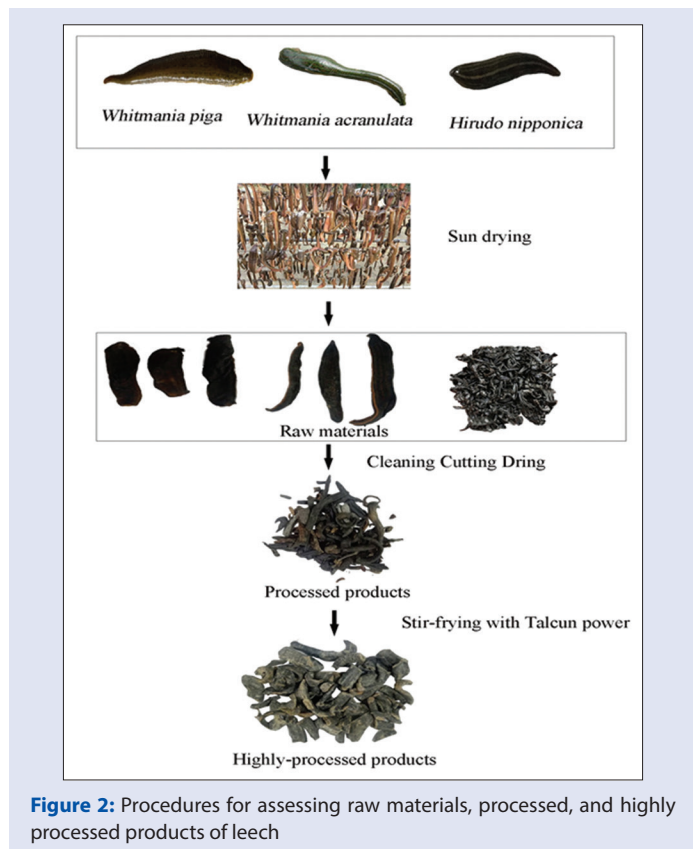 Whitmania piga
Whitmania acranulata
Hirudo nipponica
Sun drying
Raw materials
Cleaning Cutting Dring
Processed products
Stir-frying with Talcun power
Highly-processed products
Figure 2: Procedures for assessing raw materials, processed, and highly
processed products of leech